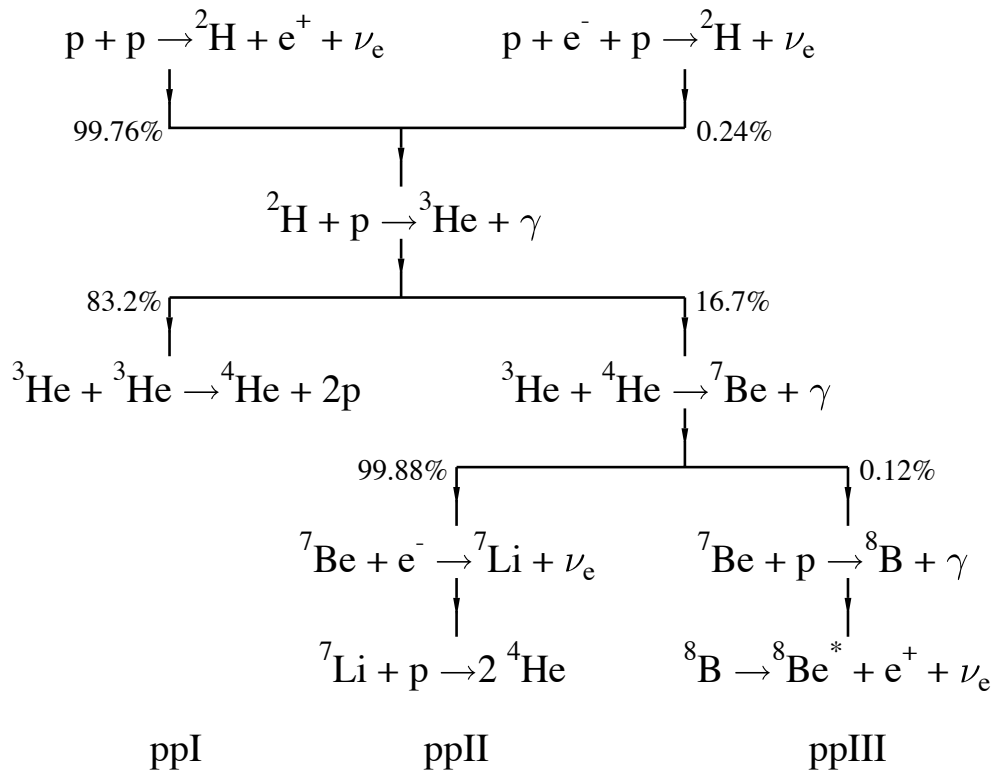 p + p → ²H + e⁺ + νₑ    p + e⁻ + p → ²H + νₑ
99.76%    0.24%
²H + p → ³He + γ
83.2%    16.7%
³He + ³He → ⁴He + 2p    ³He + ⁴He → ⁷Be + γ
99.88%    0.12%
⁷Be + e⁻ → ⁷Li + νₑ    ⁷Be + p → ⁸B + γ
⁷Li + p → 2 ⁴He    ⁸B → ⁸Be* + e⁺ + νₑ
ppI    ppII    ppIII